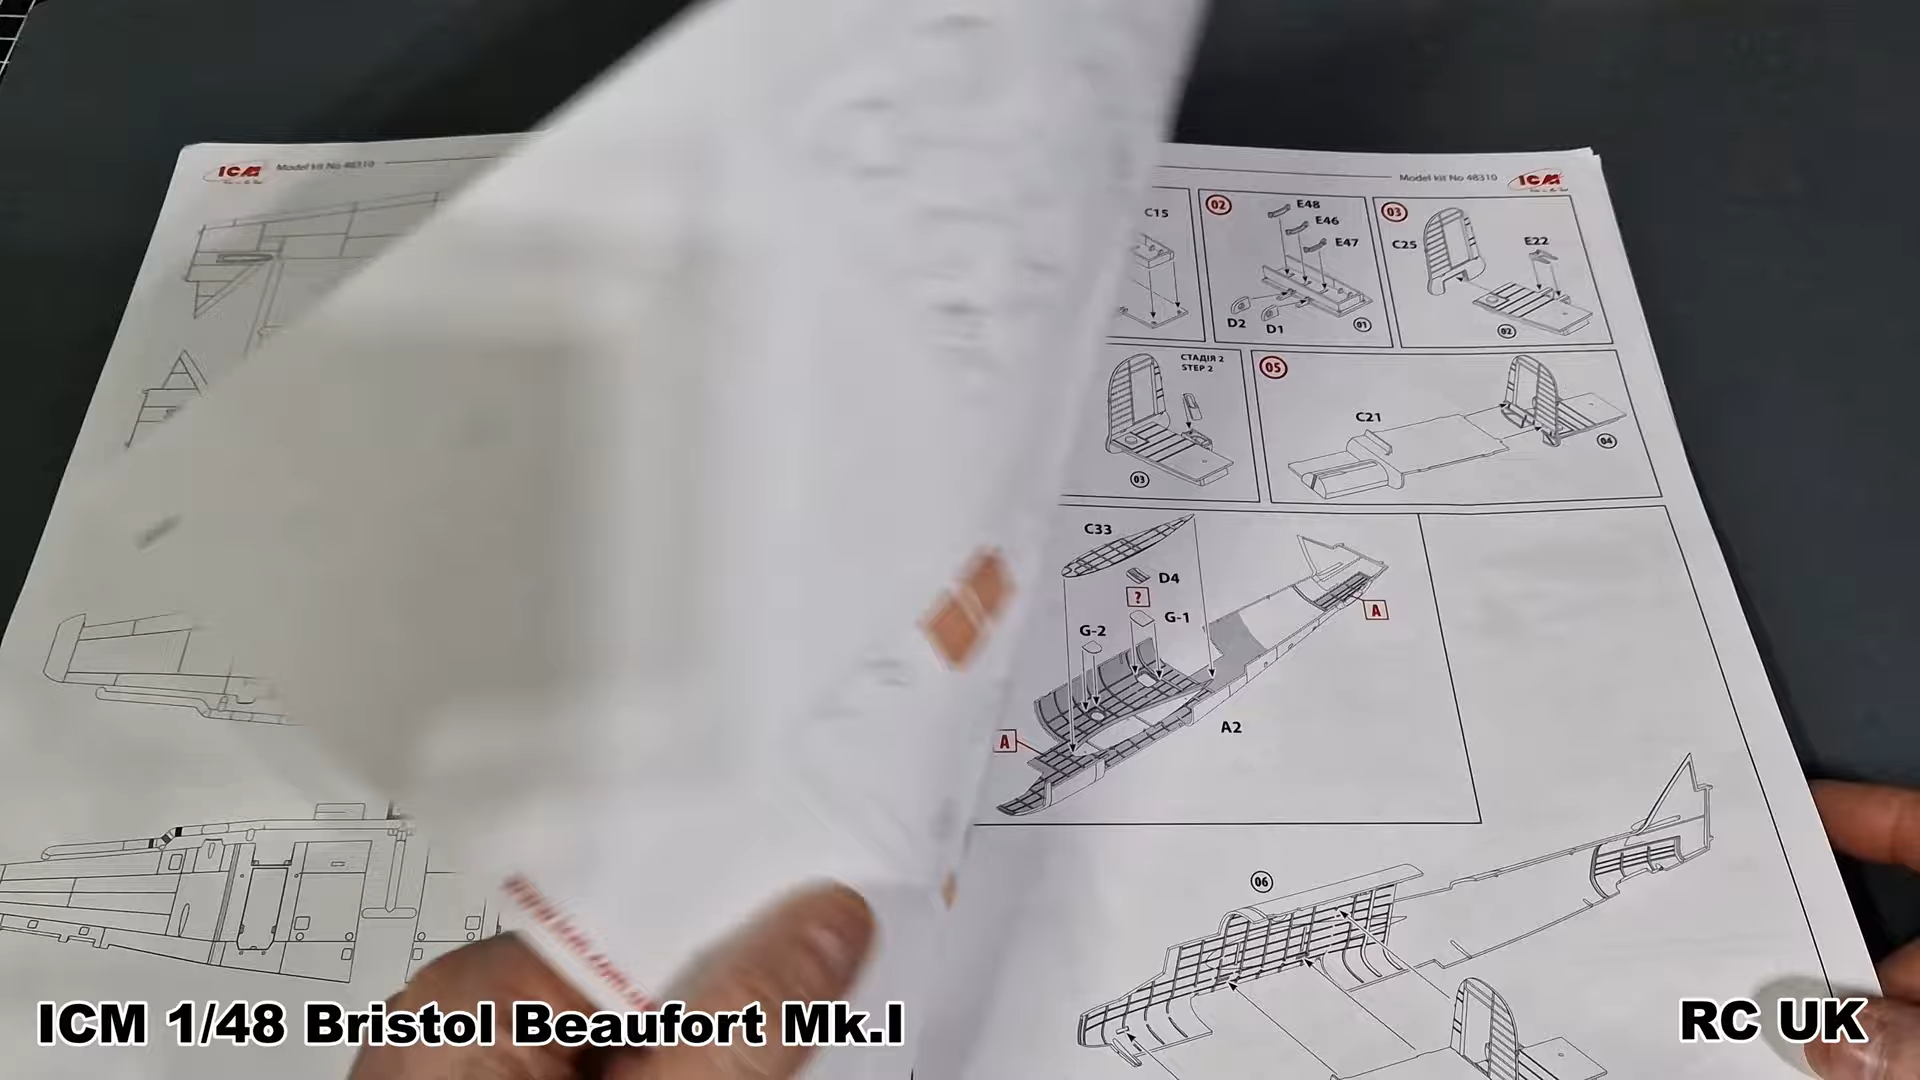 ICM
Model kit No 48310
Model kit No 48310
ICM
C15
02
E48
E46
E47
D2
D1
01
03
C25
E22
02
СТАДІЯ 2
STEP 2
03
05
C21
04
C33
D4
?
G-1
G-2
A
A
A2
06
ICM 1/48 Bristol Beaufort Mk.I
RC UK